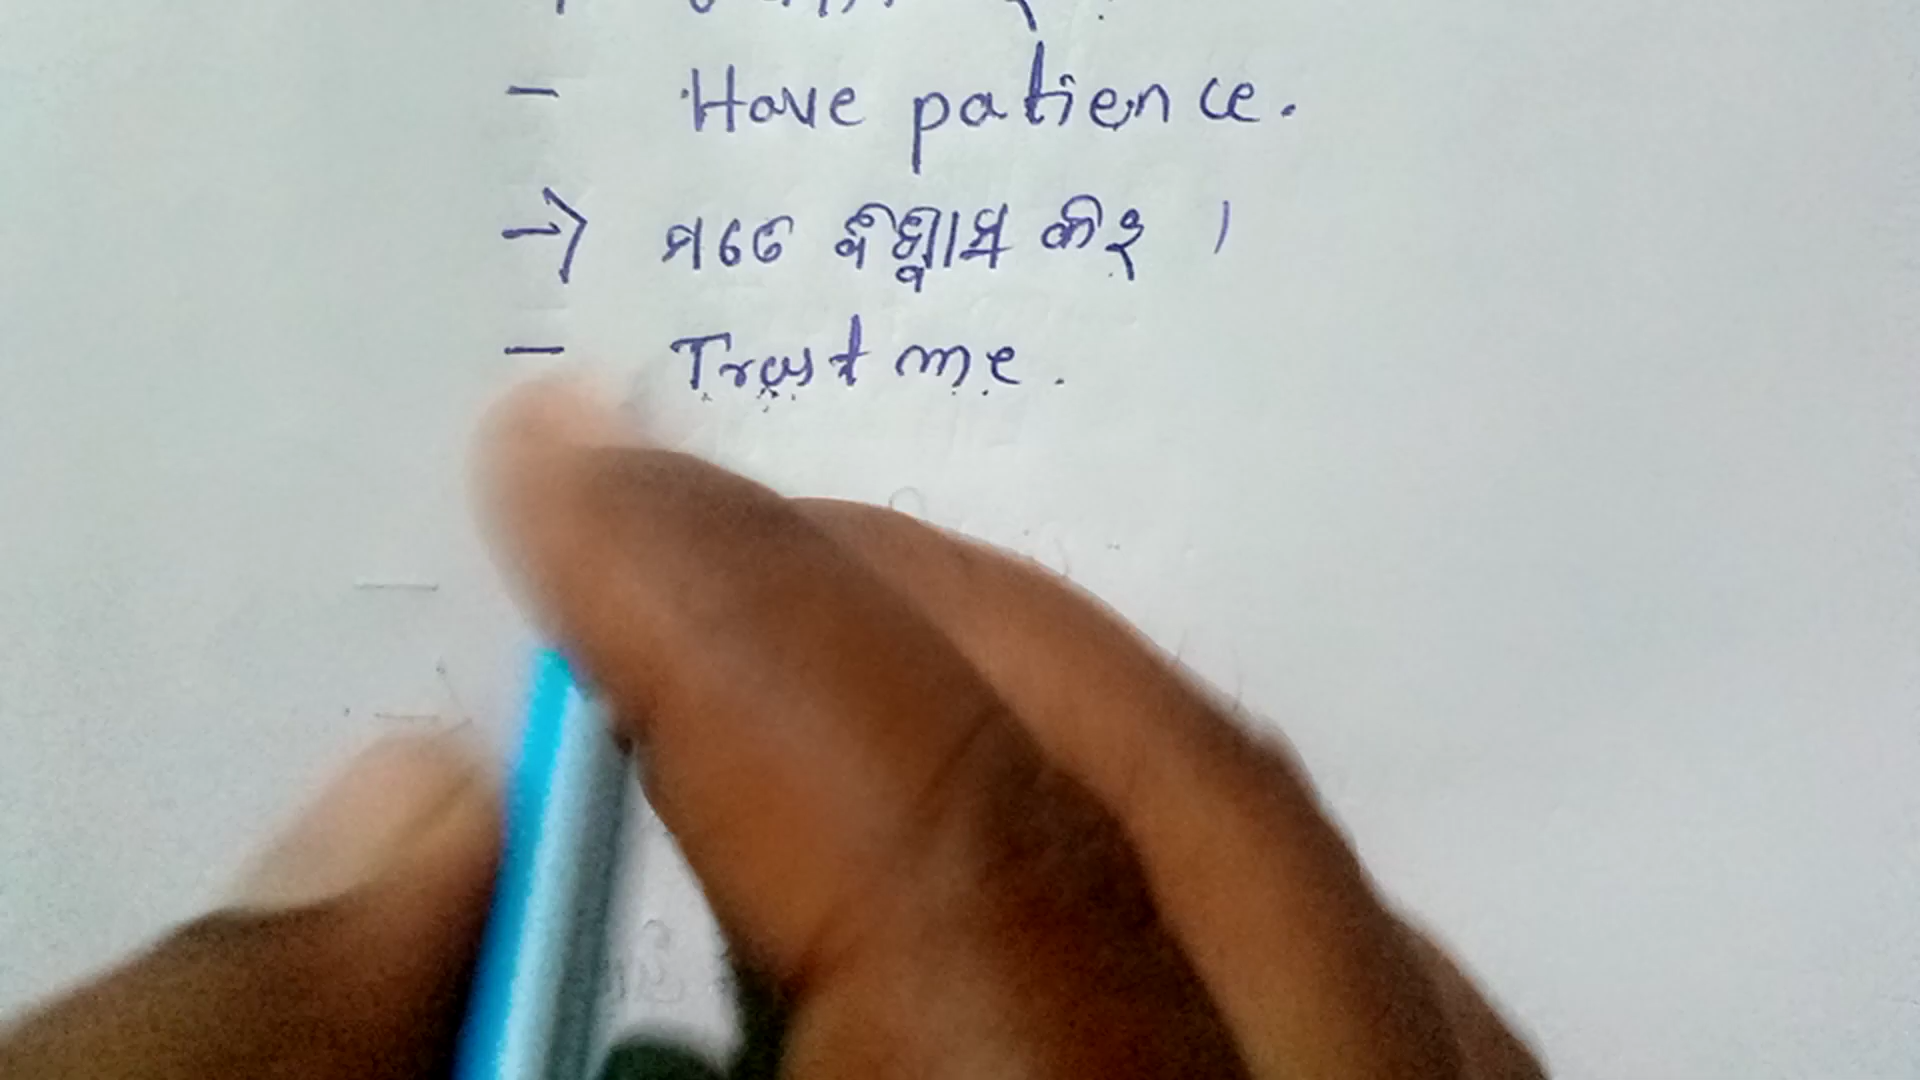 - Have patience.
→ ମତେ ବିଶ୍ୱାସ କର ।
- Trust me.